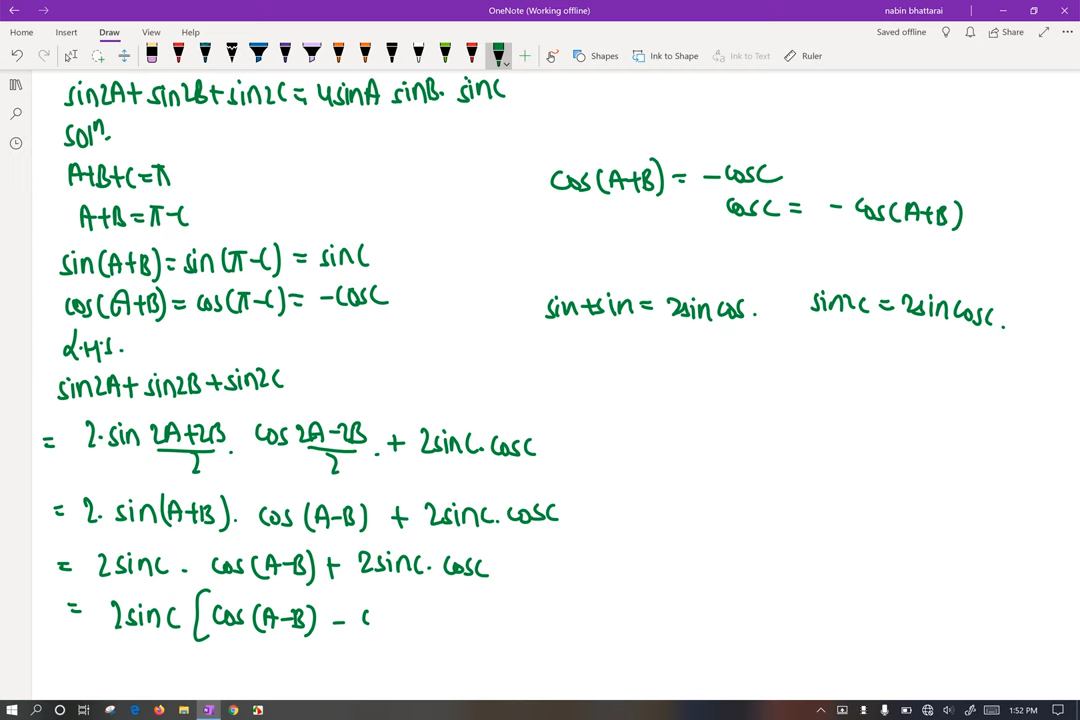 OneNote (Working offline)
nabin bhattarai
Home Insert Draw View Help
Saved offline
Share
Shapes
Ink to Shape
Ink to Text
Ruler
sin2A + sin2B + sin2C = 4sinA sinB. sinC
Solⁿ.
A+B+C=π
A+B = π-C
sin(A+B) = sin(π-C) = sinC
cos(A+B) = cos(π-C) = -cosC
L.H.S.
sin2A + sin2B + sin2C
= 2. sin 2A+2B/2 . cos 2A-2B/2 . + 2sinC. cosC
= 2. sin(A+B). cos(A-B) + 2sinC. cosC
= 2sinC . cos(A-B) + 2sinC. cosC
= 2sinC [cos(A-B) - c
cos(A+B) = -cosC
cosC = - cos(A+B)
sin+sin = 2sin cos. sin2C = 2sin cosC.
1:52 PM